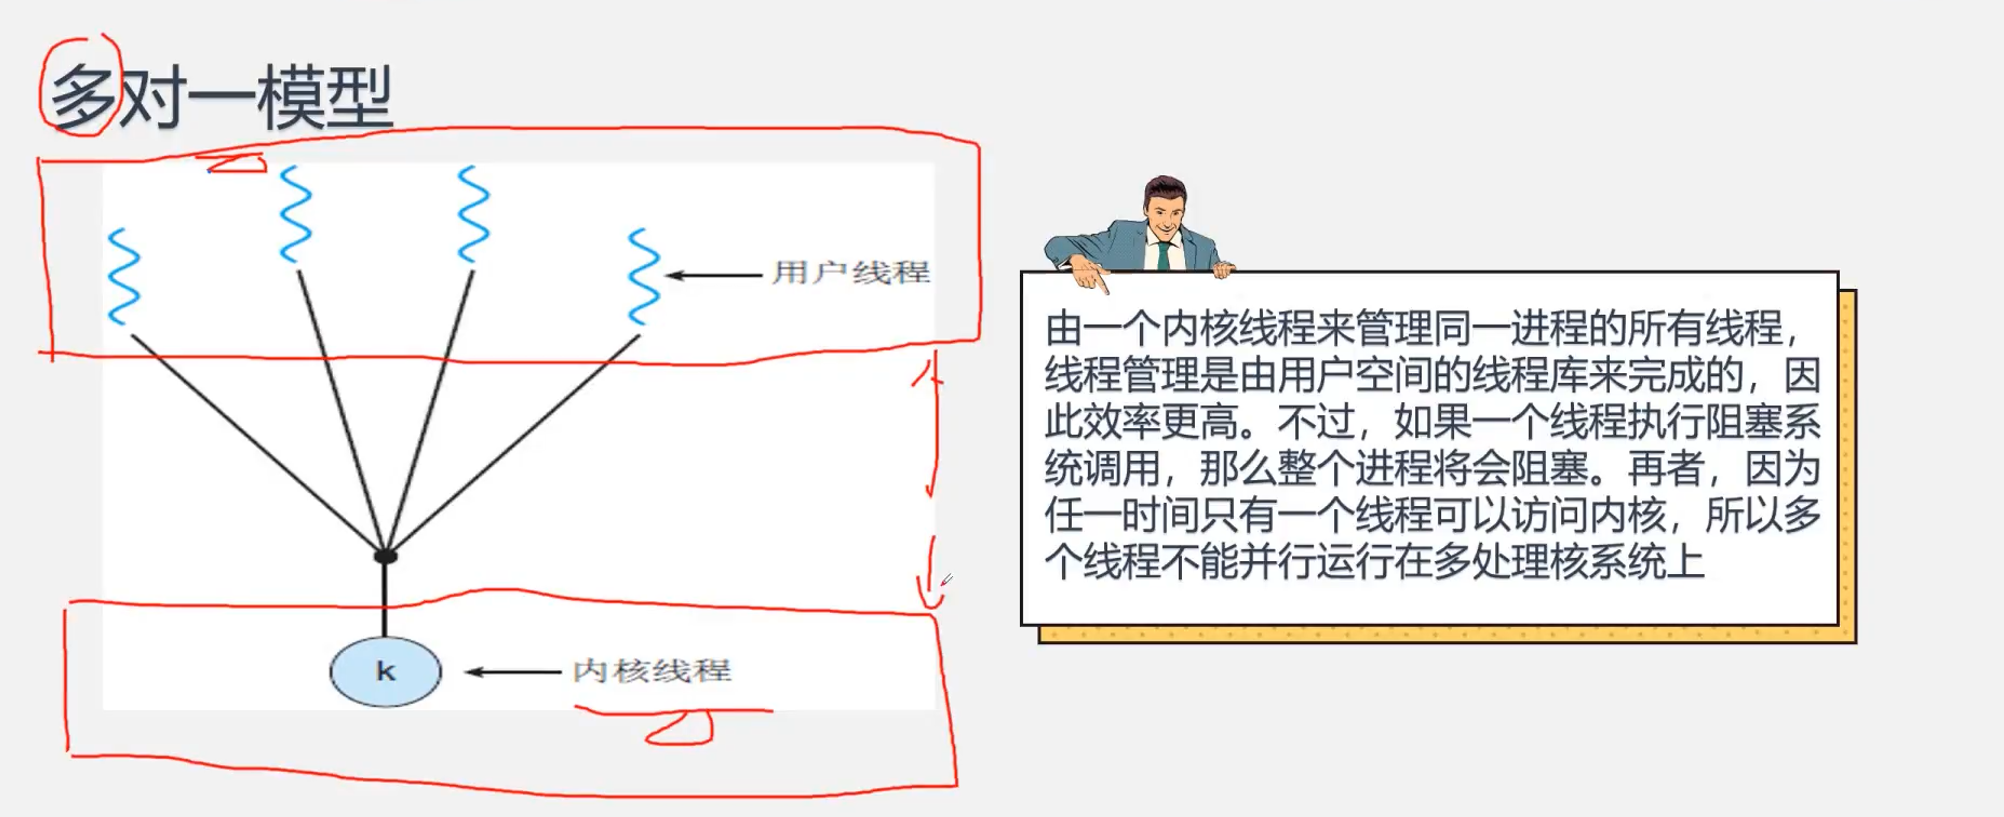 多对一模型
用户线程
内核线程
k
由一个内核线程来管理同一进程的所有线程，
线程管理是由用户空间的线程库来完成的，因
此效率更高。不过，如果一个线程执行阻塞系
统调用，那么整个进程将会阻塞。再者，因为
任一时间只有一个线程可以访问内核，所以多
个线程不能并行运行在多处理核系统上